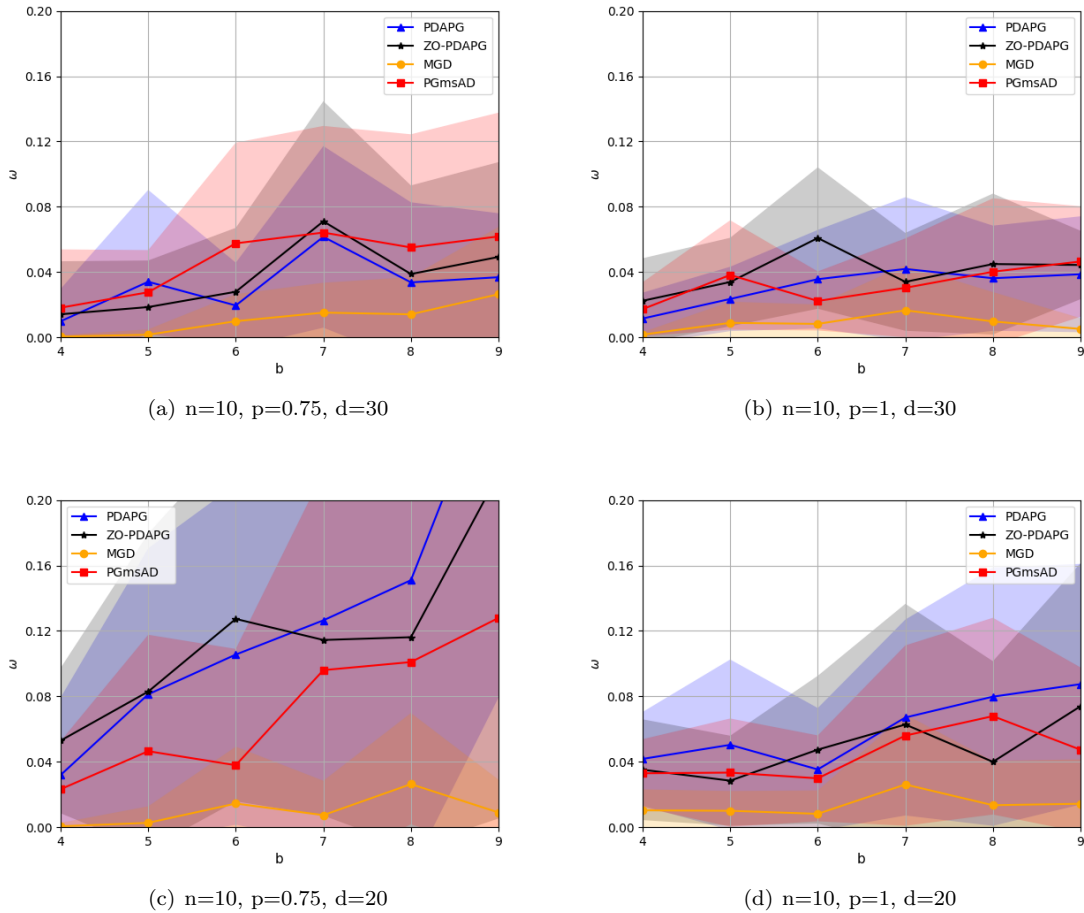 0.20
0.16
0.12
0.08
0.04
0.00
ω
4 5 6 7 8 9
b
PDAPG
ZO-PDAPG
MGD
PGmsAD
(a) n=10, p=0.75, d=30
0.20
0.16
0.12
0.08
0.04
0.00
ω
4 5 6 7 8 9
b
PDAPG
ZO-PDAPG
MGD
PGmsAD
(b) n=10, p=1, d=30
0.20
0.16
0.12
0.08
0.04
0.00
ω
4 5 6 7 8 9
b
PDAPG
ZO-PDAPG
MGD
PGmsAD
(c) n=10, p=0.75, d=20
0.20
0.16
0.12
0.08
0.04
0.00
ω
4 5 6 7 8 9
b
PDAPG
ZO-PDAPG
MGD
PGmsAD
(d) n=10, p=1, d=20